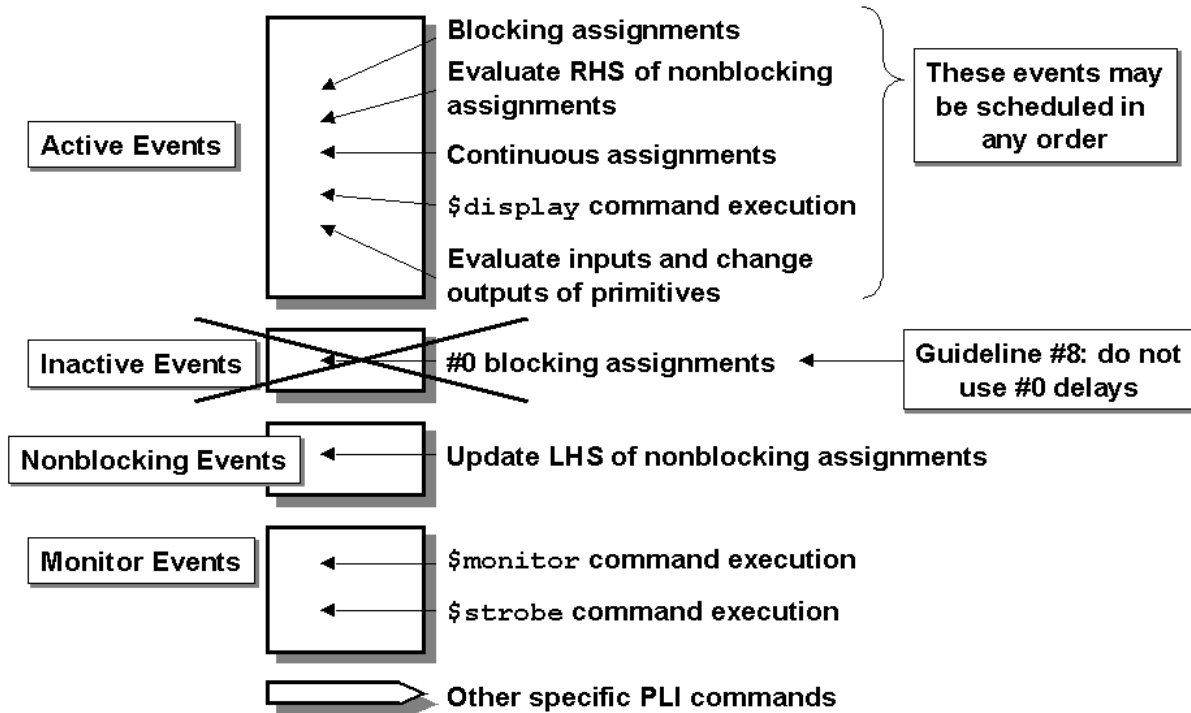 Blocking assignments
Evaluate RHS of nonblocking
assignments
These events may
be scheduled in
any order
Active Events
Continuous assignments
$display command execution
Evaluate inputs and change
outputs of primitives
Inactive Events
#0 blocking assignments
Guideline #8: do not
use #0 delays
Nonblocking Events
Update LHS of nonblocking assignments
Monitor Events
$monitor command execution
$strobe command execution
Other specific PLI commands